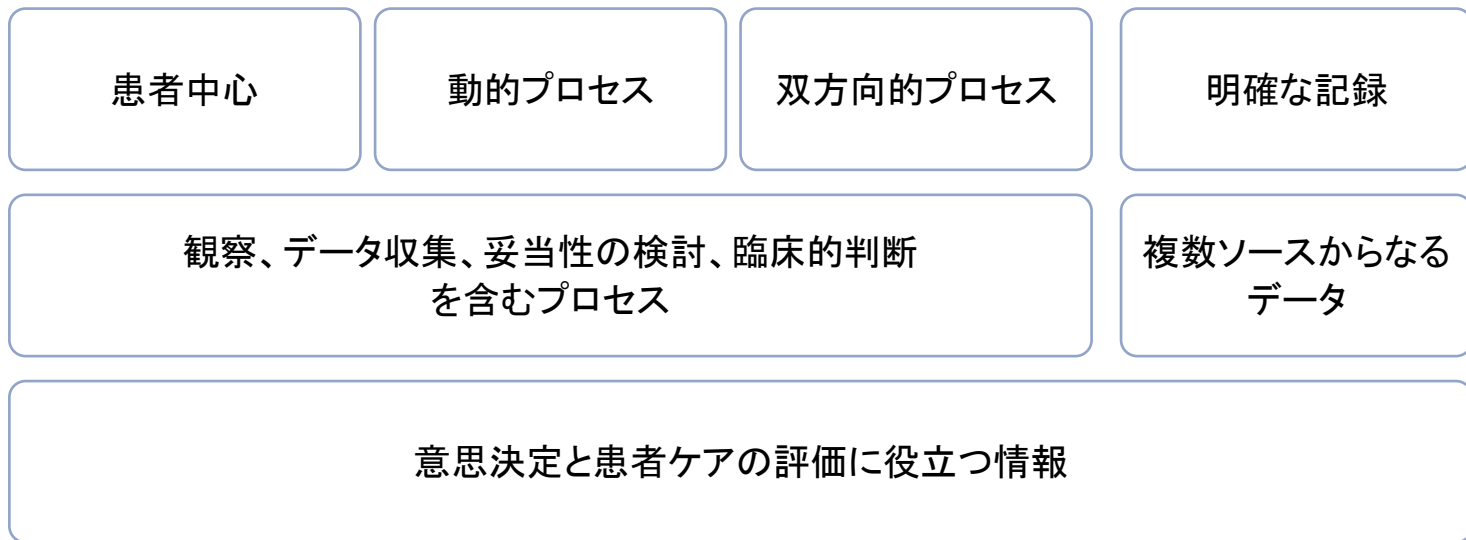 患者中心
動的プロセス
双方向的プロセス
明確な記録
観察、データ収集、妥当性の検討、臨床的判断
を含むプロセス
複数ソースからなる
データ
意思決定と患者ケアの評価に役立つ情報